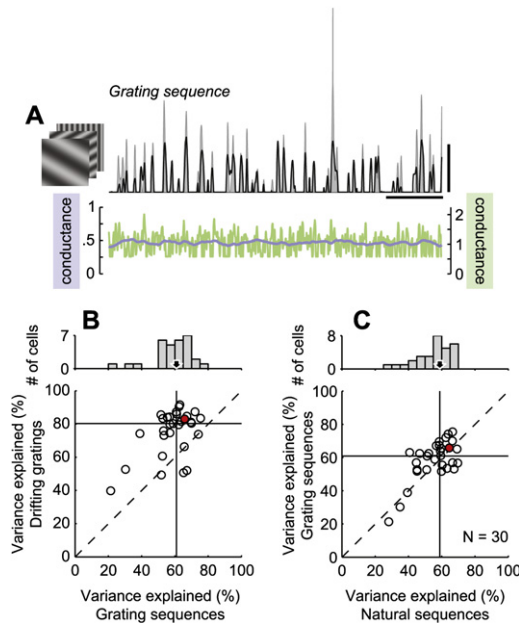 A
Grating sequence
conductance
1
.5
0
2
1
0
conductance
B
# of cells
7
0
Variance explained (%)
Drifting gratings
100
80
60
40
20
0
0 20 40 60 80 100
Variance explained (%)
Grating sequences
C
# of cells
8
0
Variance explained (%)
Grating sequences
100
80
60
40
20
0
N = 30
0 20 40 60 80 100
Variance explained (%)
Natural sequences